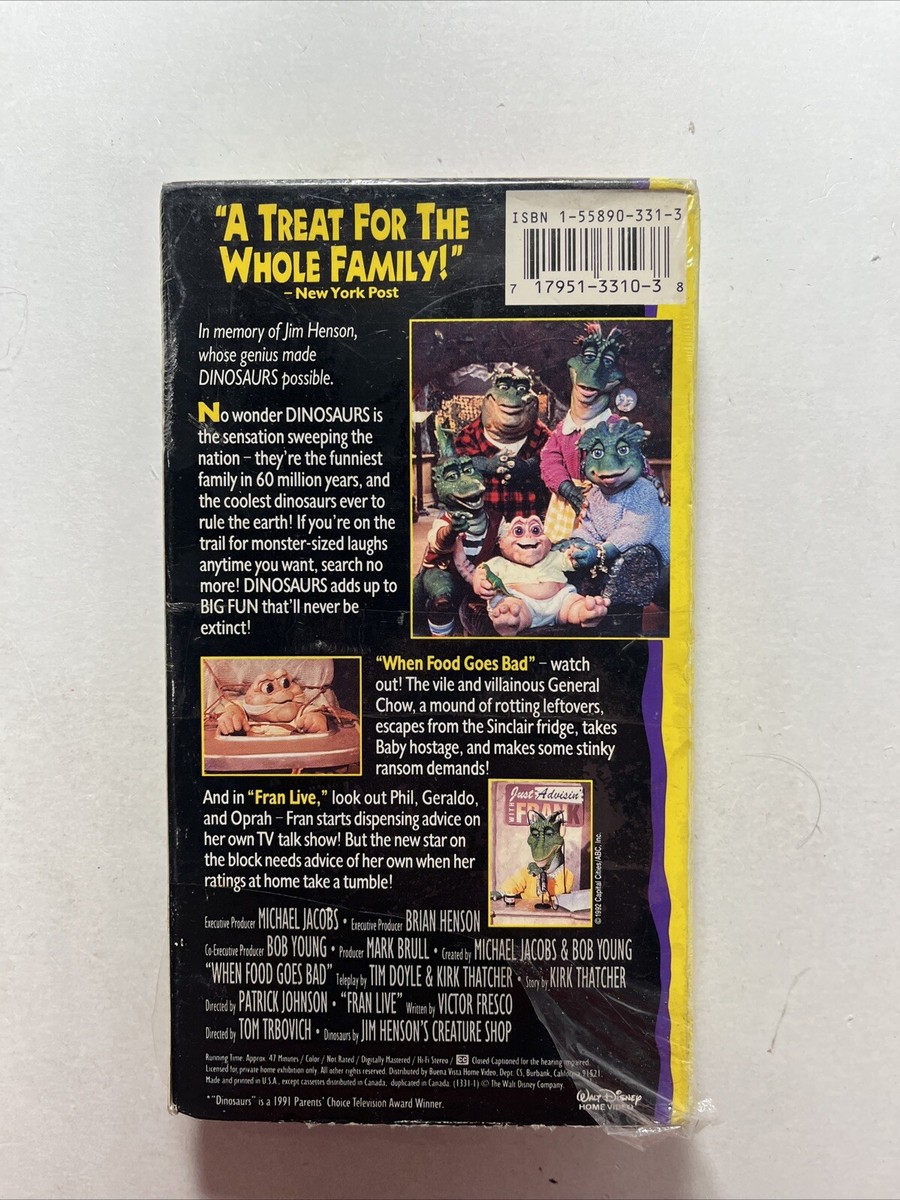 "A TREAT FOR THE
WHOLE FAMILY!"
– New York Post
ISBN 1-55890-331-3
7 17951-3310-3 8
In memory of Jim Henson,
whose genius made
DINOSAURS possible.
No wonder DINOSAURS is
the sensation sweeping the
nation – they're the funniest
family in 60 million years, and
the coolest dinosaurs ever to
rule the earth! If you're on the
trail for monster-sized laughs
anytime you want, search no
more! DINOSAURS adds up to
BIG FUN that'll never be
extinct!
"When Food Goes Bad" – watch
out! The vile and villainous General
Chow, a mound of rotting leftovers,
escapes from the Sinclair fridge, takes
Baby hostage, and makes some stinky
ransom demands!
And in "Fran Live," look out Phil, Geraldo,
and Oprah – Fran starts dispensing advice on
her own TV talk show! But the new star on
the block needs advice of her own when her
ratings at home take a tumble!
Just Advisin'
WITH FRAN
© 1992 Capital Cities/ABC, Inc.
Executive Producer MICHAEL JACOBS • Executive Producer BRIAN HENSON
Co-Executive Producer BOB YOUNG • Producer MARK BRULL • Created by MICHAEL JACOBS & BOB YOUNG
"WHEN FOOD GOES BAD" Teleplay by TIM DOYLE & KIRK THATCHER • Story by KIRK THATCHER
Directed by PATRICK JOHNSON • "FRAN LIVE" Written by VICTOR FRESCO
Directed by TOM TRBOVICH • Dinosaurs by JIM HENSON'S CREATURE SHOP
Running Time: Approx. 47 Minutes / Color / Not Rated / Digitally Mastered / Hi-Fi Stereo / CC Closed Captioned for the hearing impaired.
Licensed for private home exhibition only. All other rights reserved. Distributed by Buena Vista Home Video, Dept. CS, Burbank, California 91521.
Made and printed in U.S.A., except cassettes distributed in Canada, duplicated in Canada. (1331-1) © The Walt Disney Company.
*"Dinosaurs" is a 1991 Parents' Choice Television Award Winner.
Walt Disney
HOME VIDEO